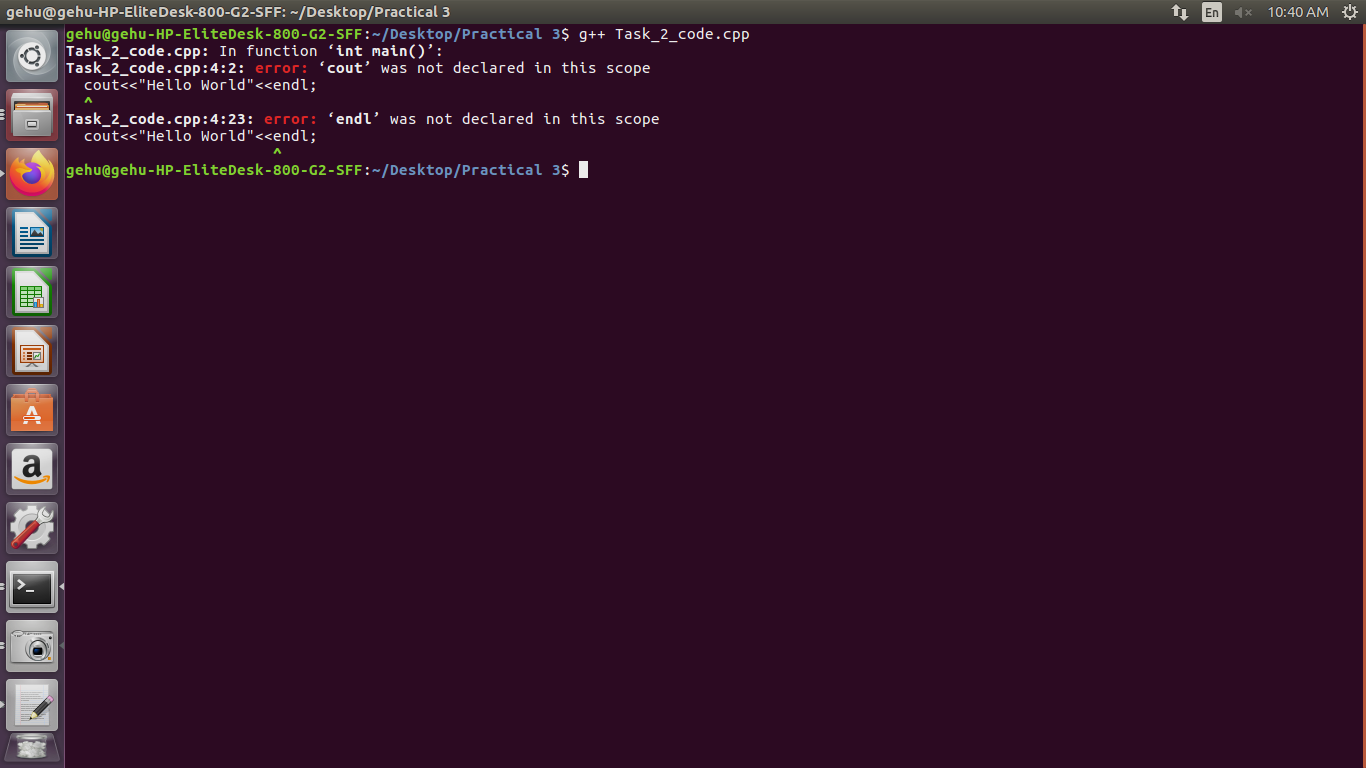 gehu@gehu-HP-EliteDesk-800-G2-SFF: ~/Desktop/Practical 3
En
10:40 AM
gehu@gehu-HP-EliteDesk-800-G2-SFF:~/Desktop/Practical 3$ g++ Task_2_code.cpp
Task_2_code.cpp: In function ‘int main()’:
Task_2_code.cpp:4:2: error: ‘cout’ was not declared in this scope
  cout<<"Hello World"<<endl;
  ^
Task_2_code.cpp:4:23: error: ‘endl’ was not declared in this scope
  cout<<"Hello World"<<endl;
                       ^
gehu@gehu-HP-EliteDesk-800-G2-SFF:~/Desktop/Practical 3$